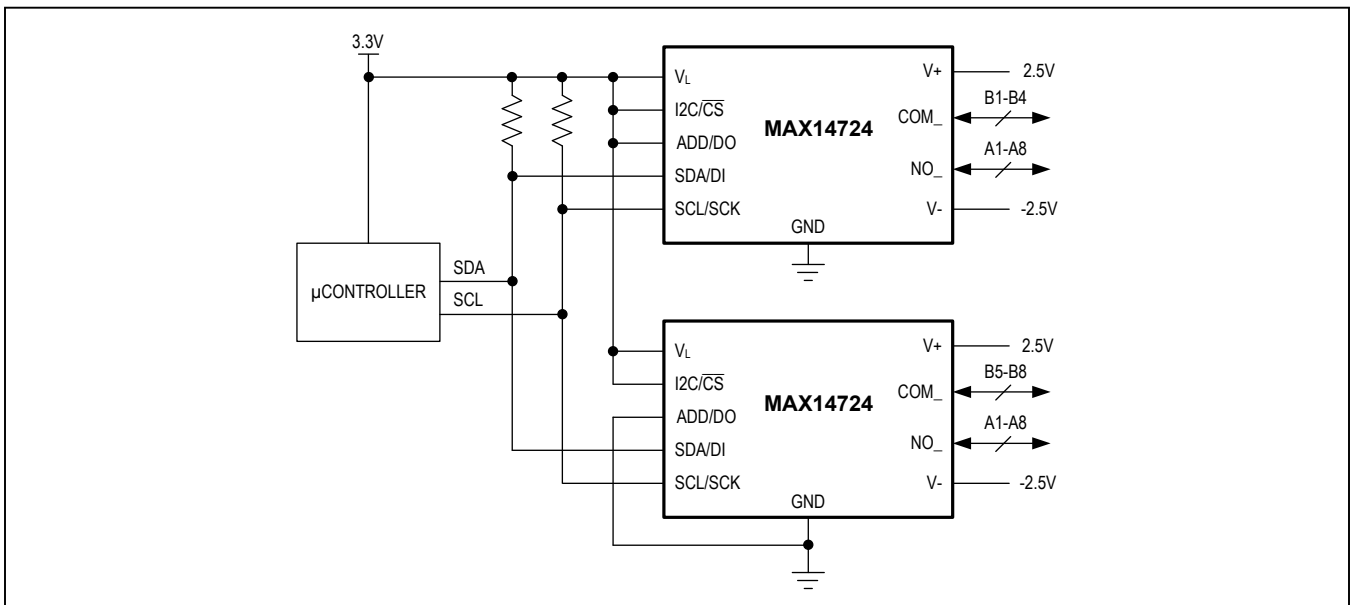 3.3V
VL
I2C/CS
ADD/DO
SDA/DI
SCL/SCK
MAX14724
GND
V+
COM_
NO_
V-
2.5V
B1-B4
A1-A8
-2.5V
µCONTROLLER
SDA
SCL
VL
I2C/CS
ADD/DO
SDA/DI
SCL/SCK
MAX14724
GND
V+
COM_
NO_
V-
2.5V
B5-B8
A1-A8
-2.5V